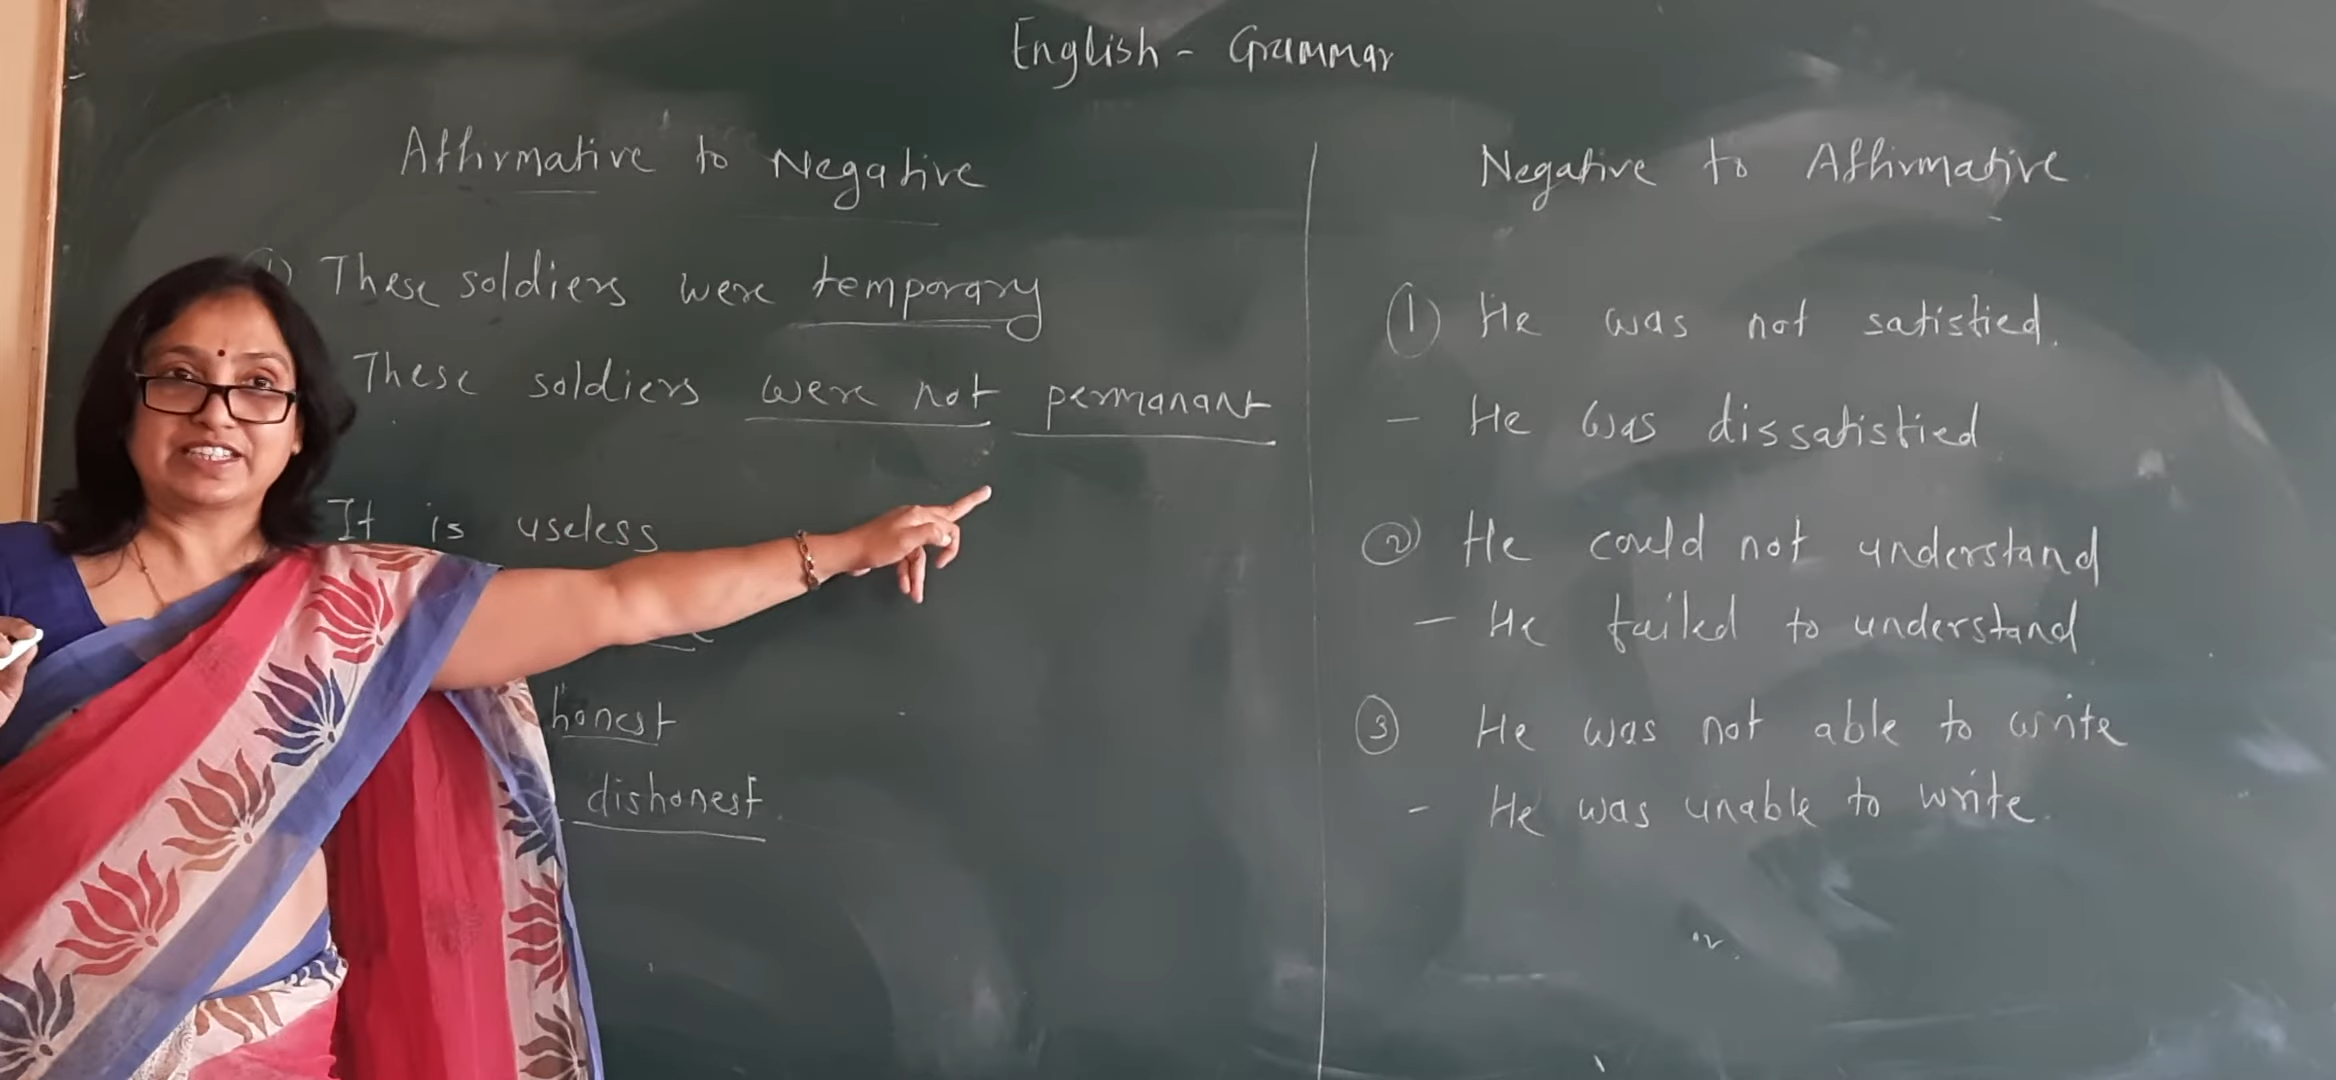 English - Grammar
Affirmative to Negative
1) These soldiers were temporary
These soldiers were not permanant
It is useless
honest
dishonest.
Negative to Affirmative
① He was not satisfied.
- He was dissatisfied
② He could not understand
- He failed to understand
③ He was not able to write
- He was unable to write.